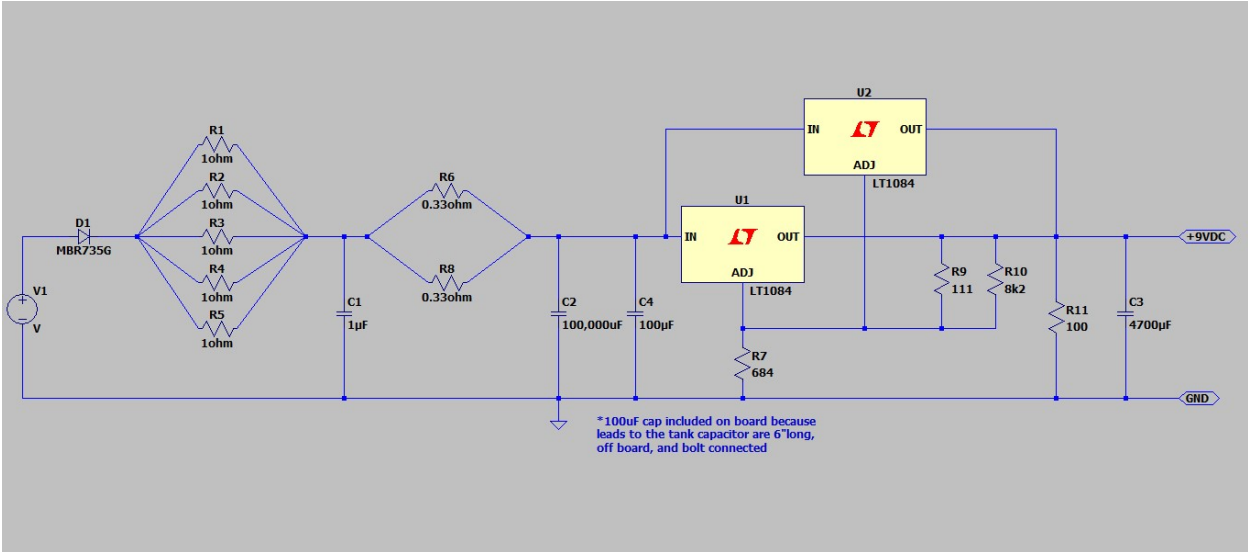 U2
IN
OUT
ADJ
LT1084
R1
1ohm
R2
1ohm
R3
1ohm
R4
1ohm
R5
1ohm
D1
MBR735G
V1
V
C1
1µF
R6
0.33ohm
R8
0.33ohm
C2
100,000uF
C4
100µF
U1
IN
OUT
ADJ
LT1084
R7
684
R9
111
R10
8k2
R11
100
C3
4700µF
+9VDC
GND
*100uF cap included on board because
leads to the tank capacitor are 6"long,
off board, and bolt connected